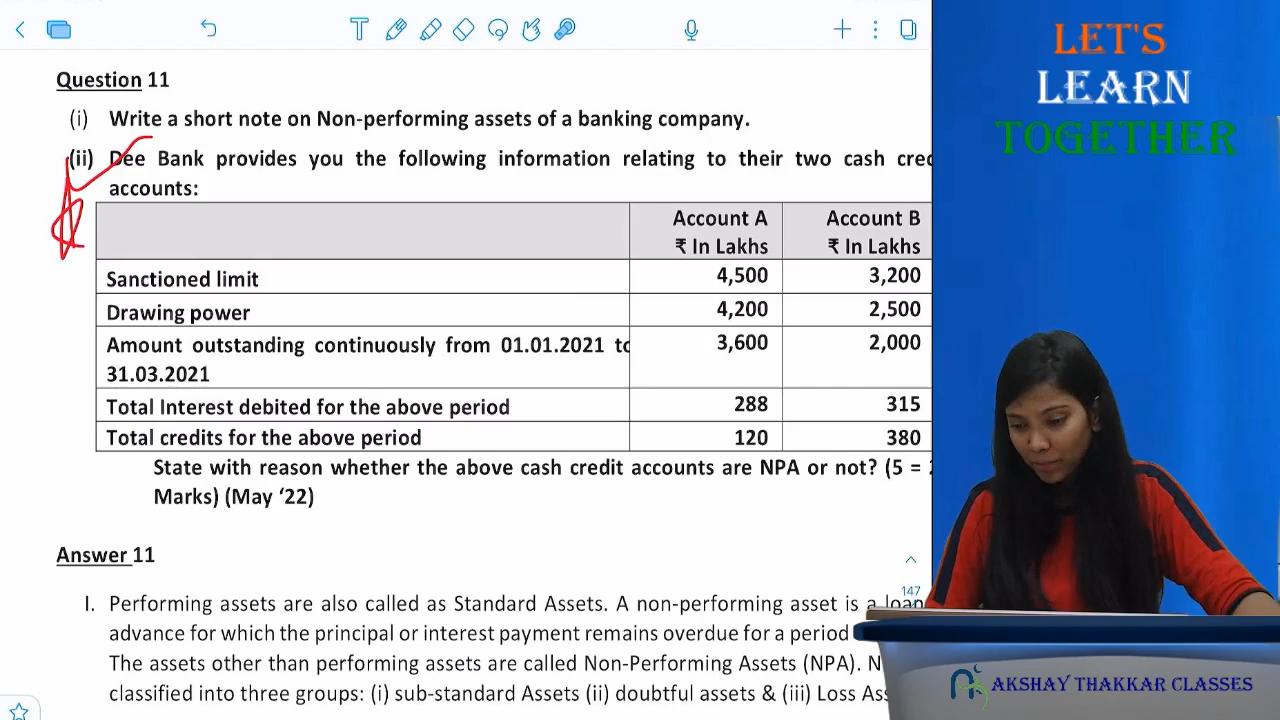 LET'S
LEARN
TOGETHER
Question 11
(i) Write a short note on Non-performing assets of a banking company.
(ii) Dee Bank provides you the following information relating to their two cash
accounts:
Account A Account B
₹ In Lakhs ₹ In Lakhs
Sanctioned limit 4,500 3,200
Drawing power 4,200 2,500
Amount outstanding continuously from 01.01.2021 to 3,600 2,000
31.03.2021
Total Interest debited for the above period 288 315
Total credits for the above period 120 380
State with reason whether the above cash credit accounts are NPA or not? (5 =
Marks) (May ‘22)
Answer 11
147
I. Performing assets are also called as Standard Assets. A non-performing asset is a loan
advance for which the principal or interest payment remains overdue for a period
The assets other than performing assets are called Non-Performing Assets (NPA).
classified into three groups: (i) sub-standard Assets (ii) doubtful assets & (iii) Loss
AKSHAY THAKKAR CLASSES